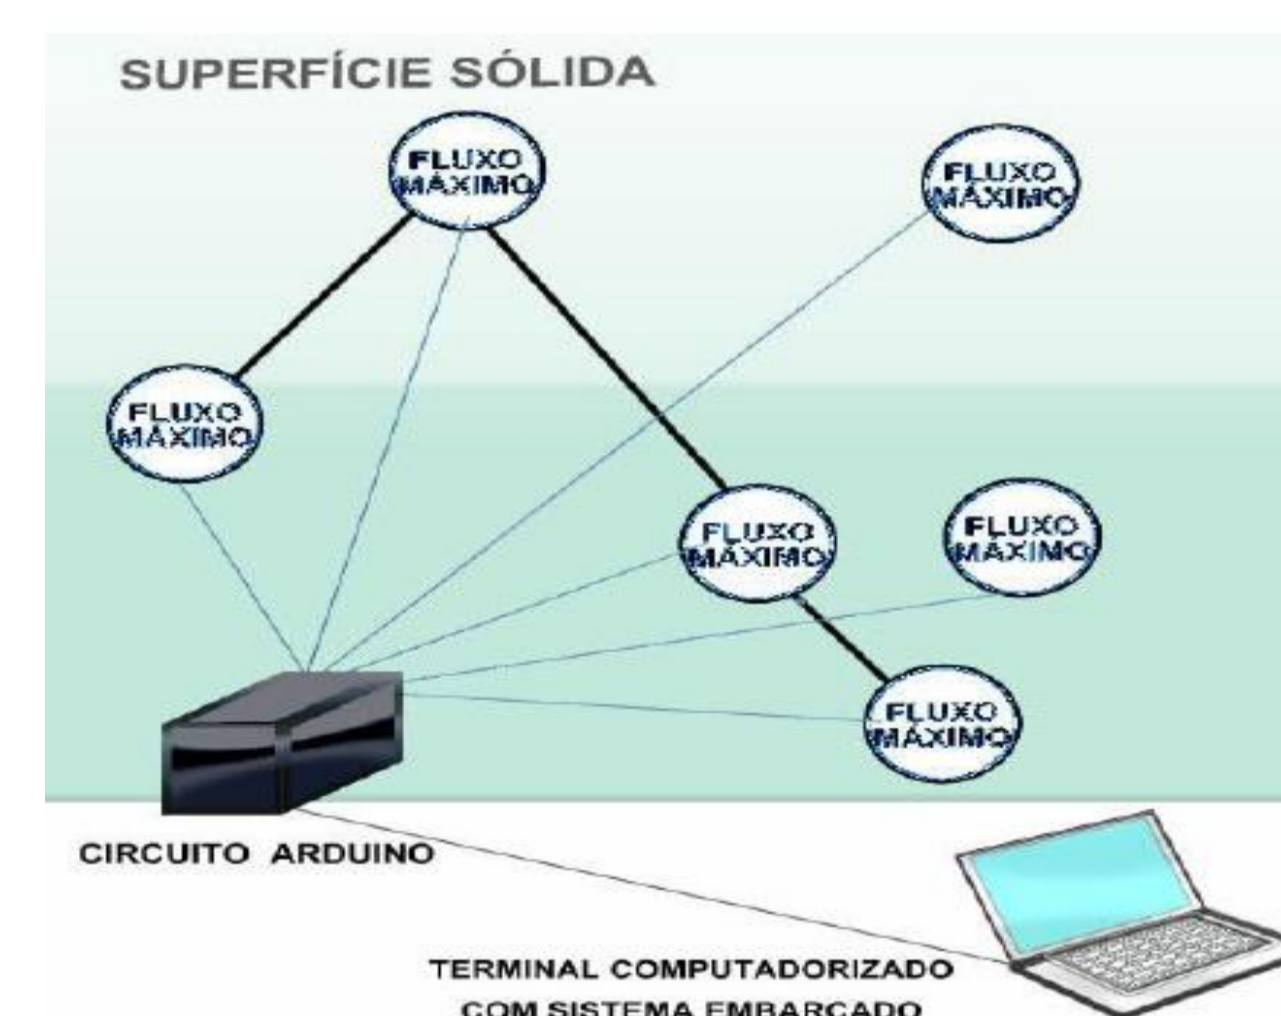 SUPERFÍCIE SÓLIDA
FLUXO
MÁXIMO
FLUXO
MÁXIMO
FLUXO
MÁXIMO
FLUXO
MÁXIMO
FLUXO
MÁXIMO
FLUXO
MÁXIMO
CIRCUITO ARDUINO
TERMINAL COMPUTADORIZADO
COM SISTEMA EMBARCADO